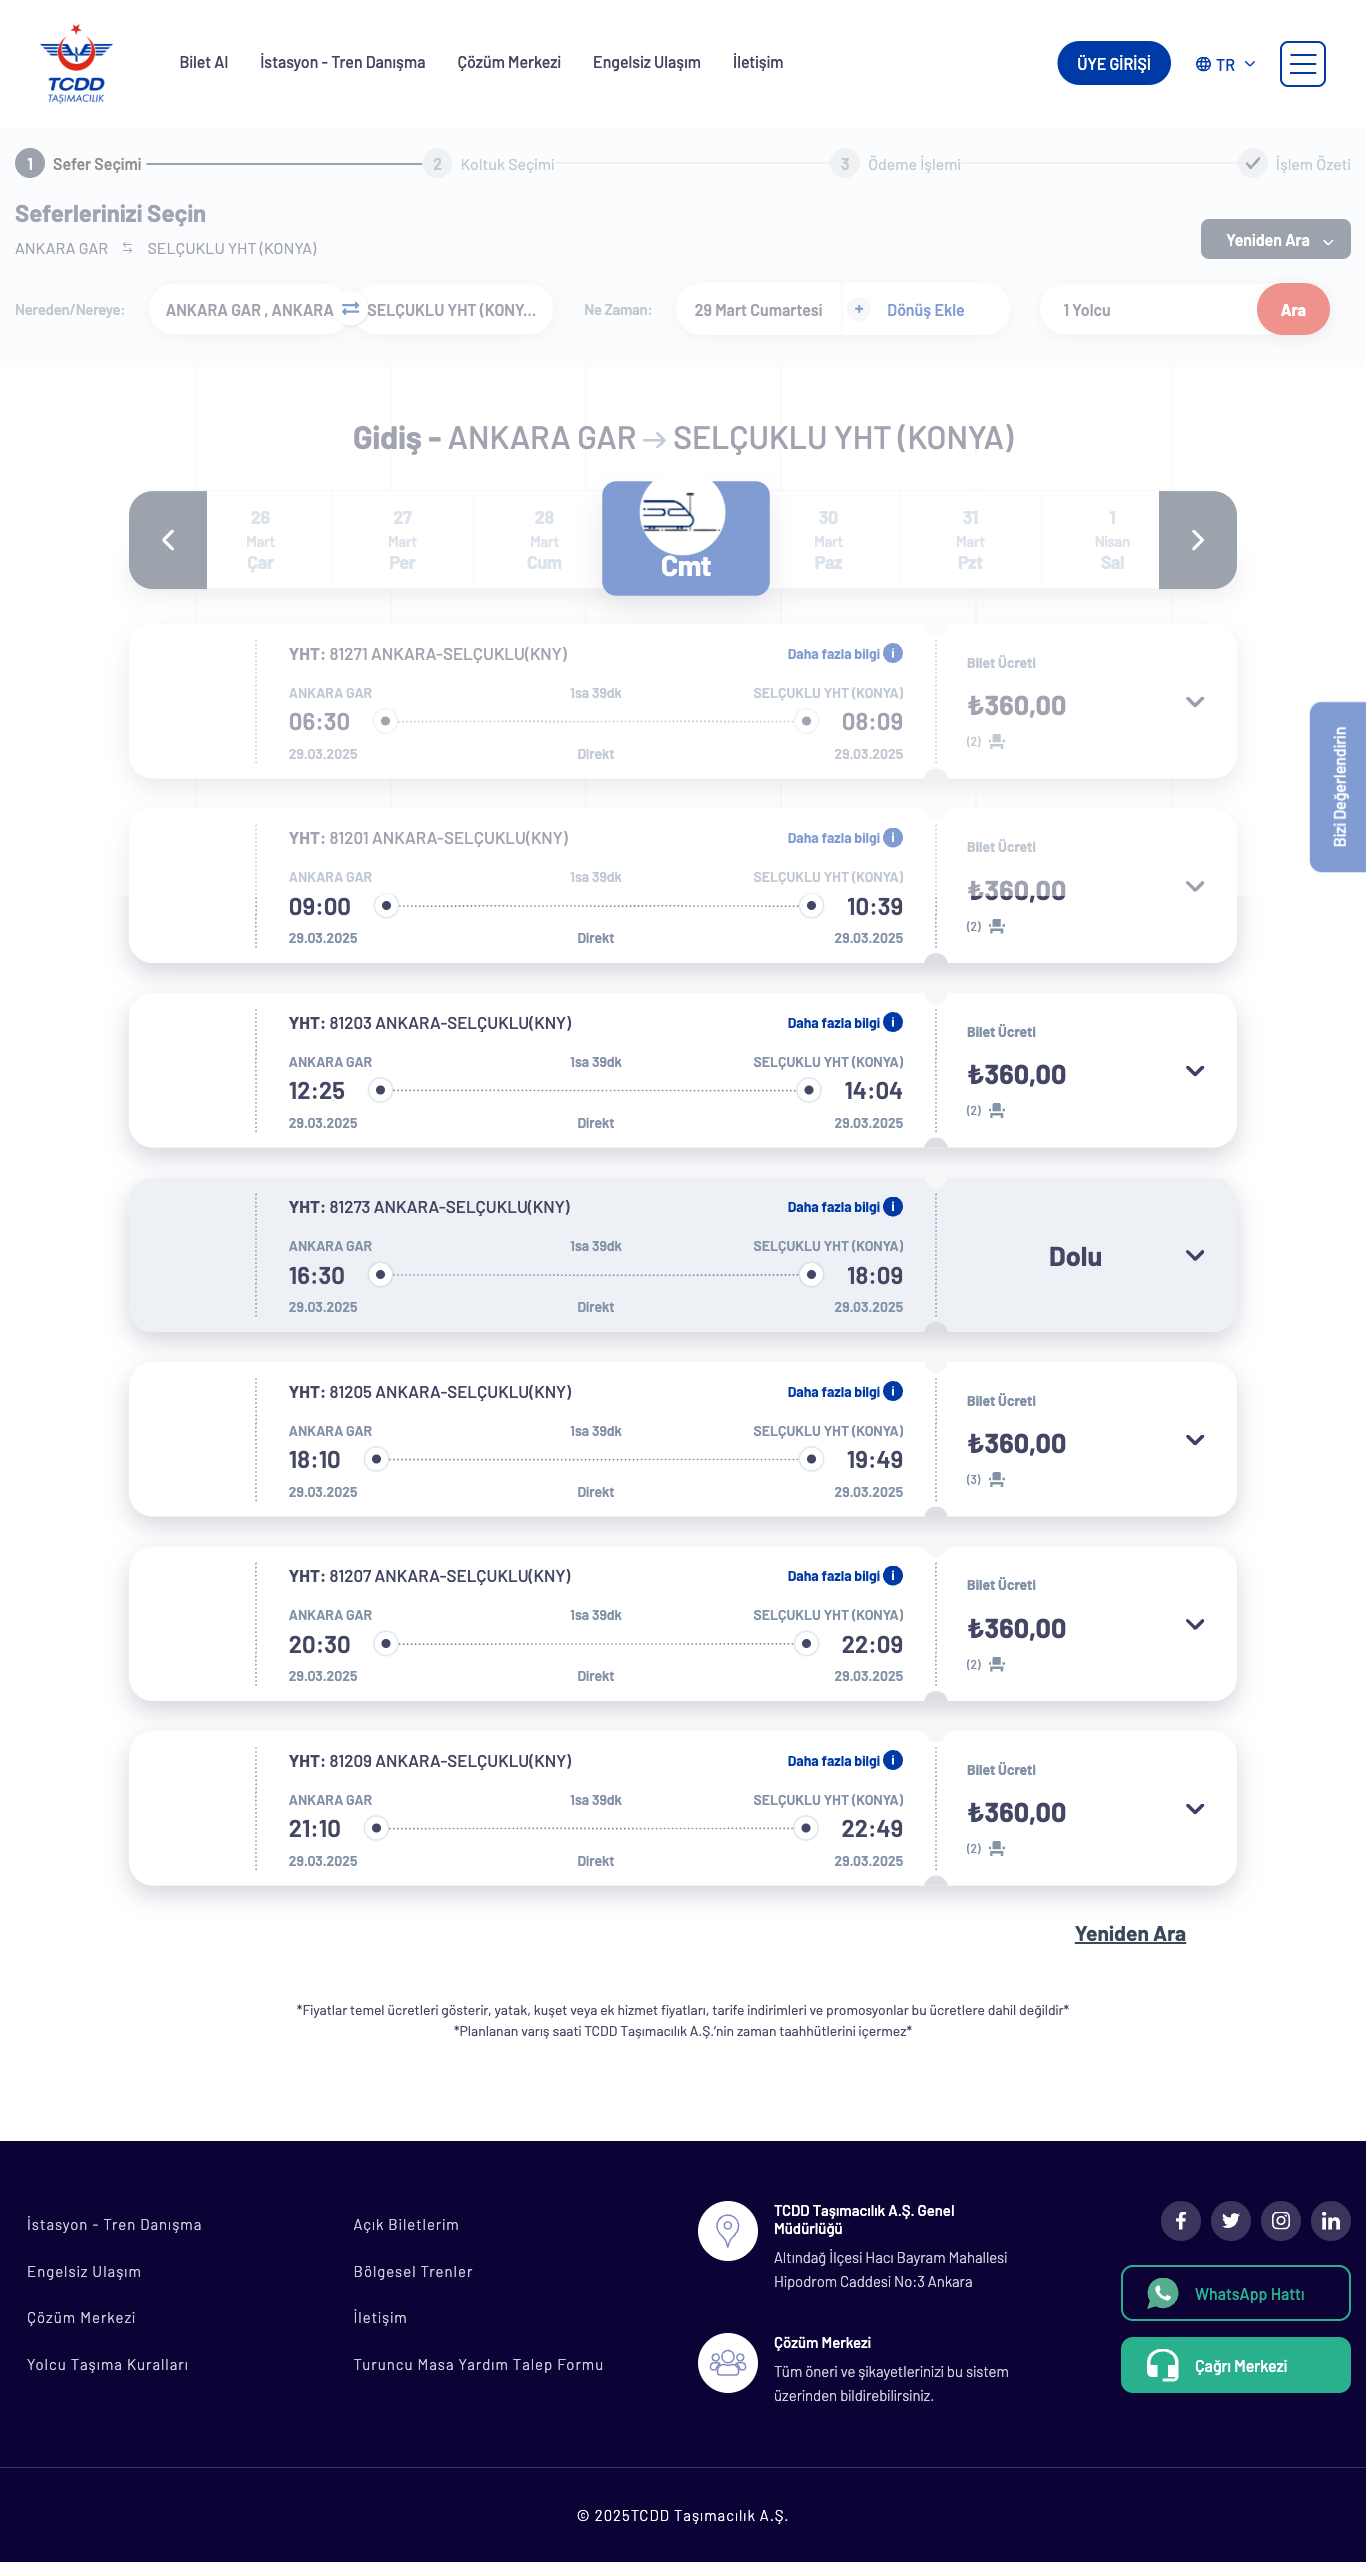 TCDD
TAŞIMACILIK
Bilet Al
İstasyon - Tren Danışma
Çözüm Merkezi
Engelsiz Ulaşım
İletişim
ÜYE GİRİŞİ
TR
1 Sefer Seçimi
2 Koltuk Seçimi
3 Ödeme İşlemi
İşlem Özeti
Seferlerinizi Seçin
ANKARA GAR SELÇUKLU YHT (KONYA)
Yeniden Ara
Nereden/Nereye:
ANKARA GAR , ANKARA
SELÇUKLU YHT (KONY...
Ne Zaman:
29 Mart Cumartesi
+ Dönüş Ekle
1 Yolcu
Ara
Gidiş - ANKARA GAR → SELÇUKLU YHT (KONYA)
26
Mart
Çar
27
Mart
Per
28
Mart
Cum
Cmt
30
Mart
Paz
31
Mart
Pzt
1
Nisan
Sal
YHT: 81271 ANKARA-SELÇUKLU(KNY)
Daha fazla bilgi i
ANKARA GAR 1sa 39dk SELÇUKLU YHT (KONYA)
06:30 08:09
29.03.2025 Direkt 29.03.2025
Bilet Ücreti
₺360,00
(2)
Bizi Değerlendirin
YHT: 81201 ANKARA-SELÇUKLU(KNY)
Daha fazla bilgi i
ANKARA GAR 1sa 39dk SELÇUKLU YHT (KONYA)
09:00 10:39
29.03.2025 Direkt 29.03.2025
Bilet Ücreti
₺360,00
(2)
YHT: 81203 ANKARA-SELÇUKLU(KNY)
Daha fazla bilgi i
ANKARA GAR 1sa 39dk SELÇUKLU YHT (KONYA)
12:25 14:04
29.03.2025 Direkt 29.03.2025
Bilet Ücreti
₺360,00
(2)
YHT: 81273 ANKARA-SELÇUKLU(KNY)
Daha fazla bilgi i
ANKARA GAR 1sa 39dk SELÇUKLU YHT (KONYA)
16:30 18:09
29.03.2025 Direkt 29.03.2025
Dolu
YHT: 81205 ANKARA-SELÇUKLU(KNY)
Daha fazla bilgi i
ANKARA GAR 1sa 39dk SELÇUKLU YHT (KONYA)
18:10 19:49
29.03.2025 Direkt 29.03.2025
Bilet Ücreti
₺360,00
(3)
YHT: 81207 ANKARA-SELÇUKLU(KNY)
Daha fazla bilgi i
ANKARA GAR 1sa 39dk SELÇUKLU YHT (KONYA)
20:30 22:09
29.03.2025 Direkt 29.03.2025
Bilet Ücreti
₺360,00
(2)
YHT: 81209 ANKARA-SELÇUKLU(KNY)
Daha fazla bilgi i
ANKARA GAR 1sa 39dk SELÇUKLU YHT (KONYA)
21:10 22:49
29.03.2025 Direkt 29.03.2025
Bilet Ücreti
₺360,00
(2)
Yeniden Ara
*Fiyatlar temel ücretleri gösterir, yatak, kuşet veya ek hizmet fiyatları, tarife indirimleri ve promosyonlar bu ücretlere dahil değildir*
*Planlanan varış saati TCDD Taşımacılık A.Ş.'nin zaman taahhütlerini içermez*
İstasyon - Tren Danışma
Engelsiz Ulaşım
Çözüm Merkezi
Yolcu Taşıma Kuralları
Açık Biletlerim
Bölgesel Trenler
İletişim
Turuncu Masa Yardım Talep Formu
TCDD Taşımacılık A.Ş. Genel
Müdürlüğü
Altındağ İlçesi Hacı Bayram Mahallesi
Hipodrom Caddesi No:3 Ankara
Çözüm Merkezi
Tüm öneri ve şikayetlerinizi bu sistem
üzerinden bildirebilirsiniz.
WhatsApp Hattı
Çağrı Merkezi
© 2025TCDD Taşımacılık A.Ş.